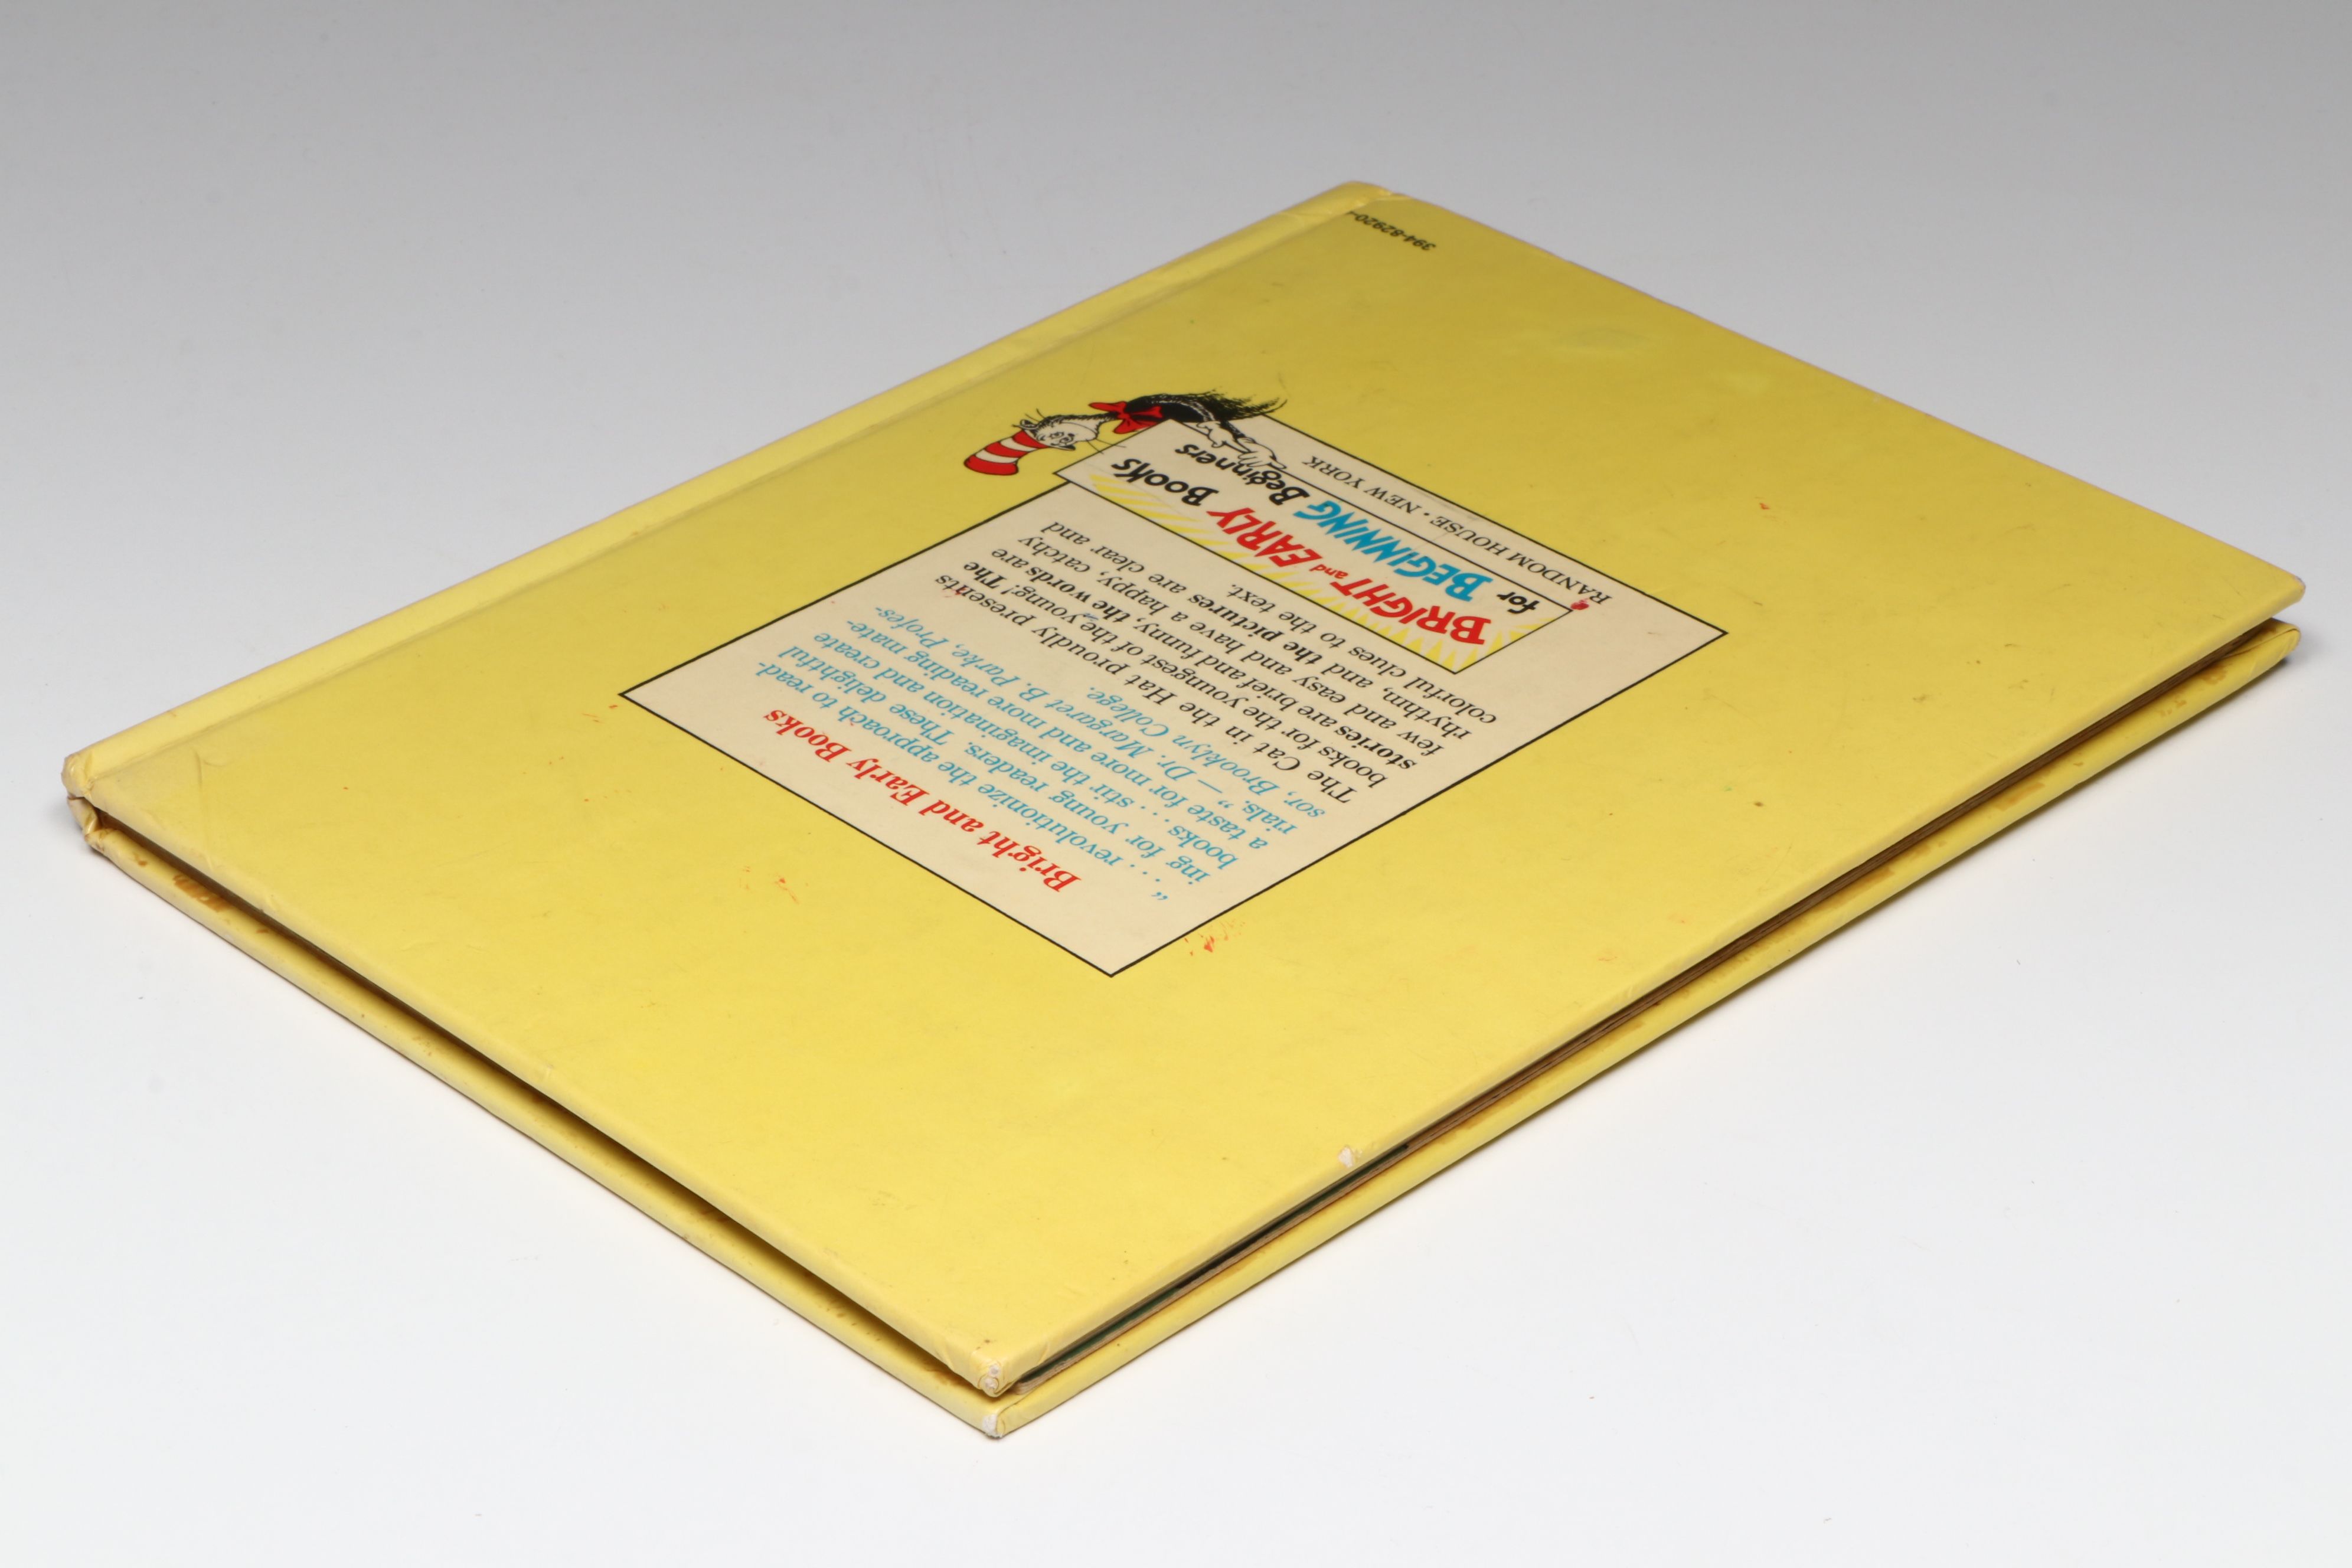 Bright and Early Books
“. . . revolutionize the approach to read-
ing for young readers. These delightful
books . . . stir the imagination and create
a taste for more and more reading mate-
rials.” — Dr. Margaret B. Parke, Profes-
sor, Brooklyn College.
The Cat in the Hat proudly presents
books for the youngest of the young! The
stories are brief and funny, the words are
few and easy and have a happy, catchy
rhythm, and the pictures are clear and
colorful clues to the text.
BRIGHT and EARLY Books
for BEGINNING Beginners
RANDOM HOUSE · NEW YORK
394-82920-